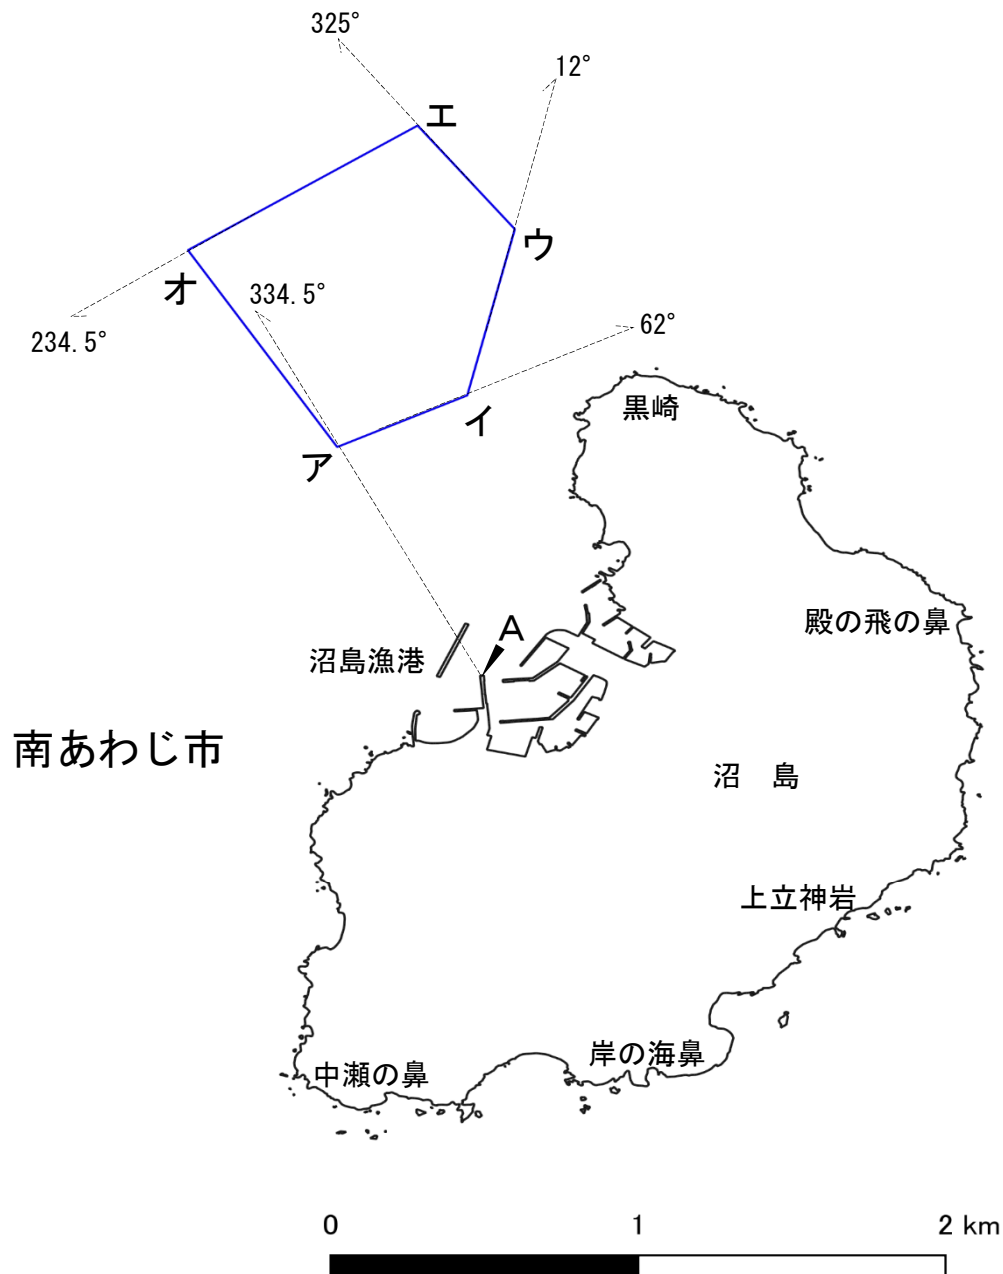 325°
12°
エ
ウ
オ
334.5°
234.5°
62°
イ
ア
黒崎
殿の飛の鼻
A
沼島漁港
南あわじ市
沼 島
上立神岩
岸の海鼻
中瀬の鼻
0 1 2 km